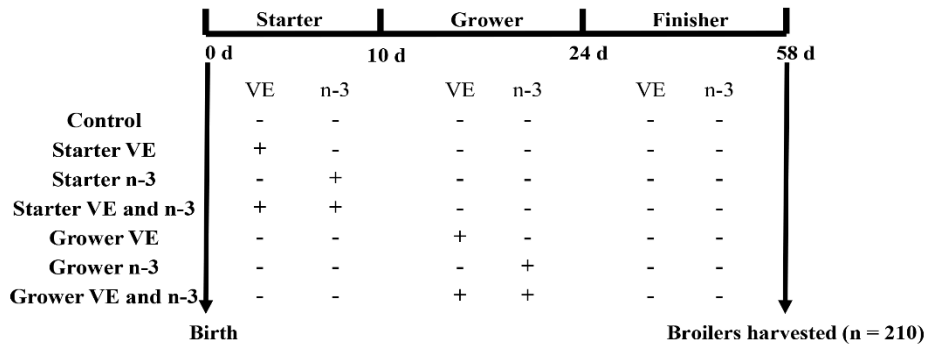 Starter Grower Finisher
0 d 10 d 24 d 58 d
VE n-3 VE n-3 VE n-3
Control - - - - - -
Starter VE + - - - - -
Starter n-3 - + - - - -
Starter VE and n-3 + + - - - -
Grower VE - - + - - -
Grower n-3 - - - + - -
Grower VE and n-3 - - + + - -
Birth Broilers harvested (n = 210)